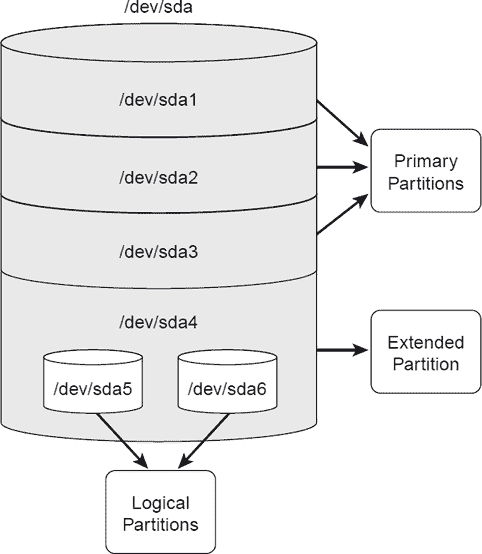 /dev/sda
/dev/sda1
/dev/sda2
/dev/sda3
/dev/sda4
/dev/sda5
/dev/sda6
Primary
Partitions
Extended
Partition
Logical
Partitions